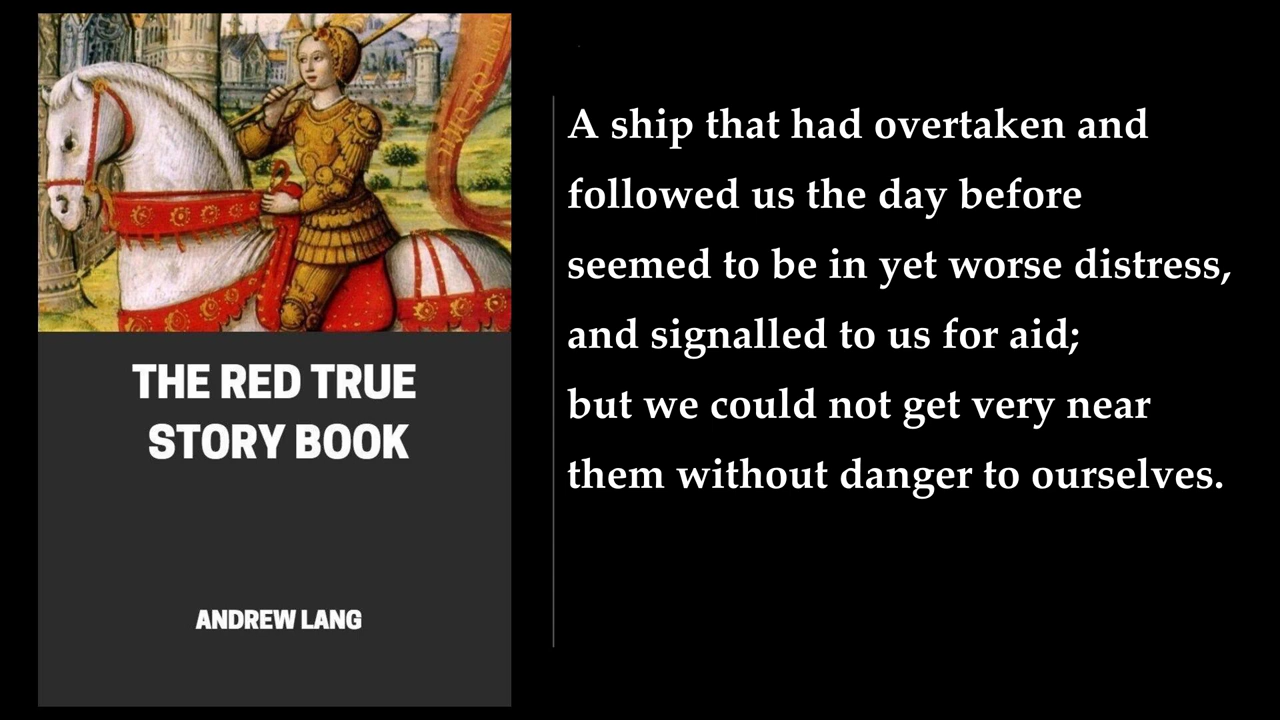 THE RED TRUE
STORY BOOK
ANDREW LANG
A ship that had overtaken and
followed us the day before
seemed to be in yet worse distress,
and signalled to us for aid;
but we could not get very near
them without danger to ourselves.